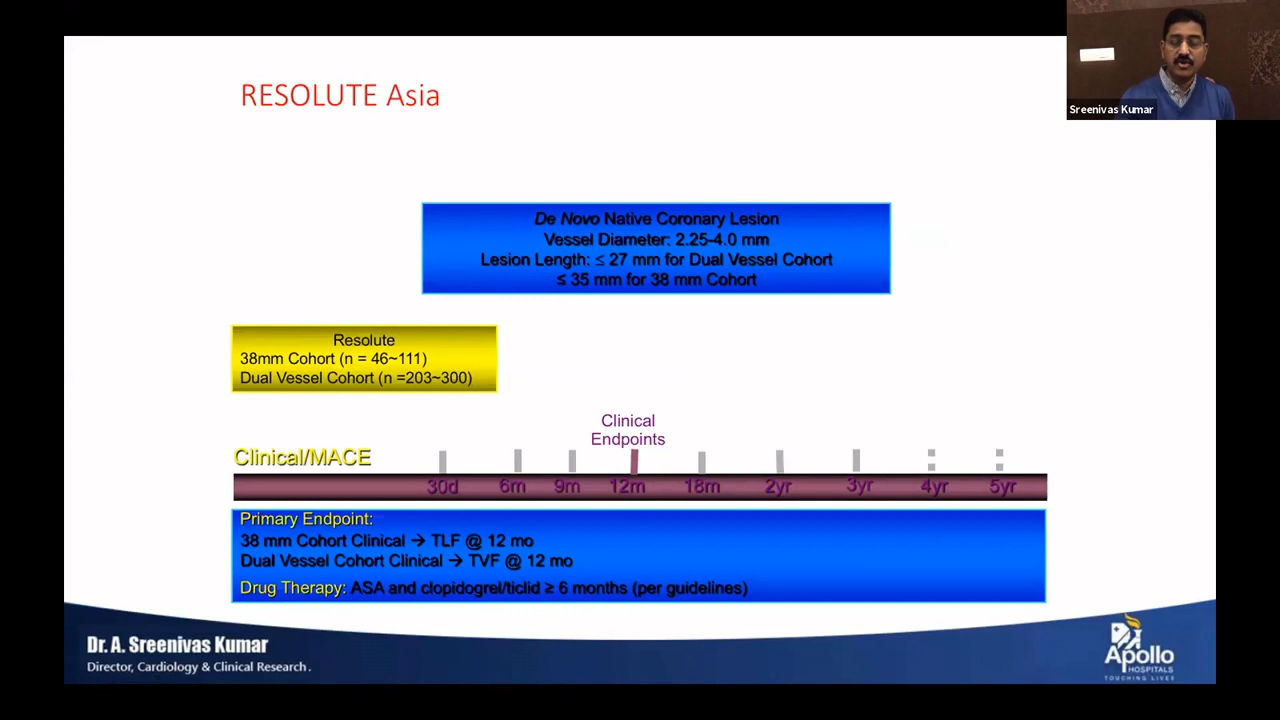 RESOLUTE Asia
Sreenivas Kumar
De Novo Native Coronary Lesion
Vessel Diameter: 2.25-4.0 mm
Lesion Length: ≤ 27 mm for Dual Vessel Cohort
≤ 35 mm for 38 mm Cohort
Resolute
38mm Cohort (n = 46~111)
Dual Vessel Cohort (n =203~300)
Clinical
Endpoints
Clinical/MACE
30d 6m 9m 12m 18m 2yr 3yr 4yr 5yr
Primary Endpoint:
38 mm Cohort Clinical → TLF @ 12 mo
Dual Vessel Cohort Clinical → TVF @ 12 mo
Drug Therapy: ASA and clopidogrel/ticlid ≥ 6 months (per guidelines)
Dr. A. Sreenivas Kumar
Director, Cardiology & Clinical Research.
Apollo
HOSPITALS
TOUCHING LIVES